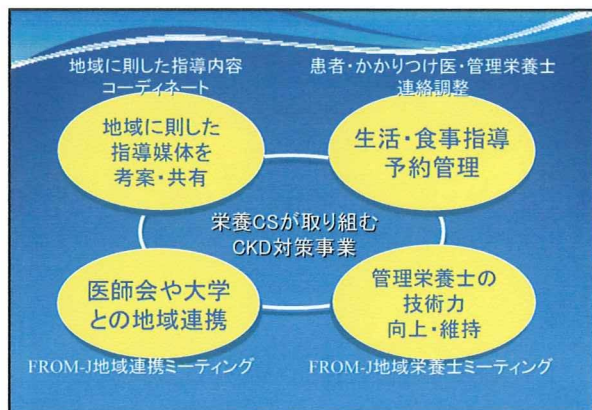 地域に則した指導内容
コーディネート
患者・かかりつけ医・管理栄養士
連絡調整
地域に則した
指導媒体を
考案・共有
生活・食事指導
予約管理
栄養CSが取り組む
CKD対策事業
医師会や大学
との地域連携
管理栄養士の
技術力
向上・維持
FROM-J地域連携ミーティング
FROM-J地域栄養士ミーティング